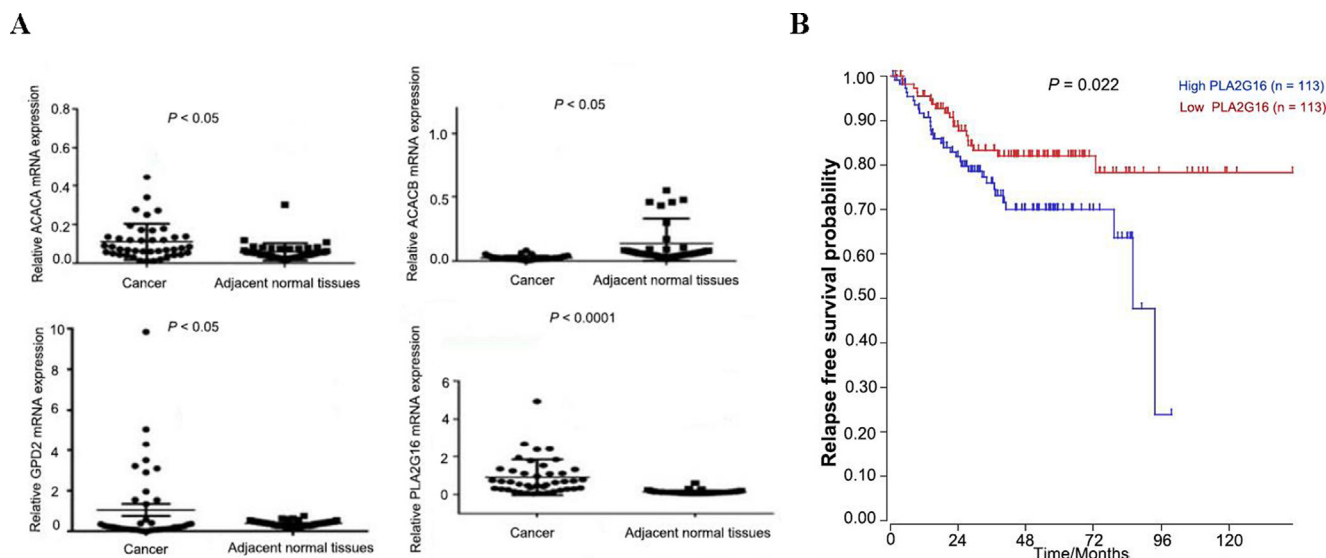 A
B
Relative ACACA mRNA expression
P < 0.05
0.8
0.6
0.4
0.2
0.0
Cancer
Adjacent normal tissues
Relative ACACB mRNA expression
P < 0.05
1.0
0.5
0.0
Cancer
Adjacent normal tissues
Relative GPD2 mRNA expression
P < 0.05
10
8
6
4
2
0
Cancer
Adjacent normal tissues
Relative PLA2G16 mRNA expression
P < 0.0001
6
4
2
0
Cancer
Adjacent normal tissues
Relapse free survival probability
P = 0.022
High PLA2G16 (n = 113)
Low PLA2G16 (n = 113)
1.00
0.90
0.80
0.70
0.60
0.50
0.40
0.30
0.20
0.10
0.00
0 24 48 72 96 120
Time/Months